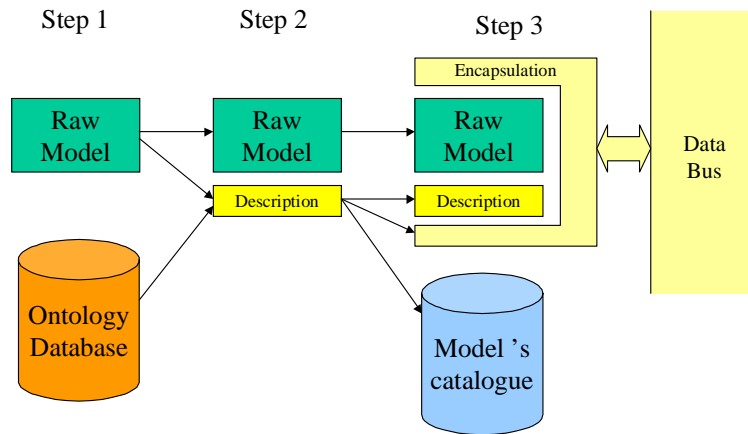 Step 1
Step 2
Step 3
Encapsulation
Raw
Model
Raw
Model
Raw
Model
Data
Bus
Description
Description
Ontology
Database
Model ’s
catalogue